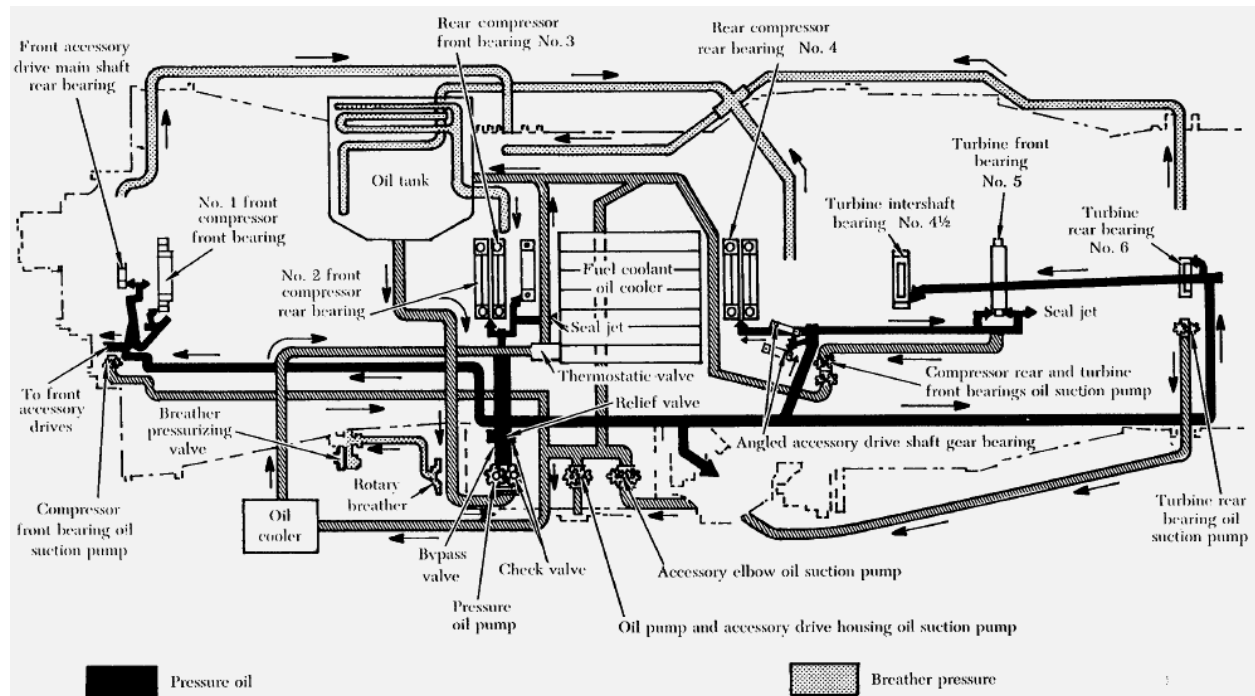 Rear compressor
front bearing No. 3
Rear compressor
rear bearing No. 4
Front accessory
drive main shaft
rear bearing
Oil tank
Turbine front
bearing
No. 5
No. 1 front
compressor
front bearing
Turbine intershaft
bearing No. 4½
Turbine
rear bearing
No. 6
No. 2 front
compressor
rear bearing
Fuel coolant
oil cooler
Seal jet
Seal jet
Thermostatic valve
Compressor rear and turbine
front bearings oil suction pump
To front
accessory
drives
Breather
pressurizing
valve
Relief valve
Angled accessory drive shaft gear bearing
Rotary
breather
Compressor
front bearing oil
suction pump
Oil
cooler
Bypass
valve
Check valve
Accessory elbow oil suction pump
Turbine rear
bearing oil
suction pump
Pressure
oil pump
Oil pump and accessory drive housing oil suction pump
Pressure oil
Breather pressure